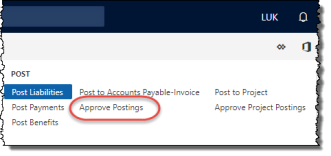 LUK
POST
Post Liabilities Post to Accounts Payable-Invoice Post to Project
Post Payments Approve Postings Approve Project Postings
Post Benefits